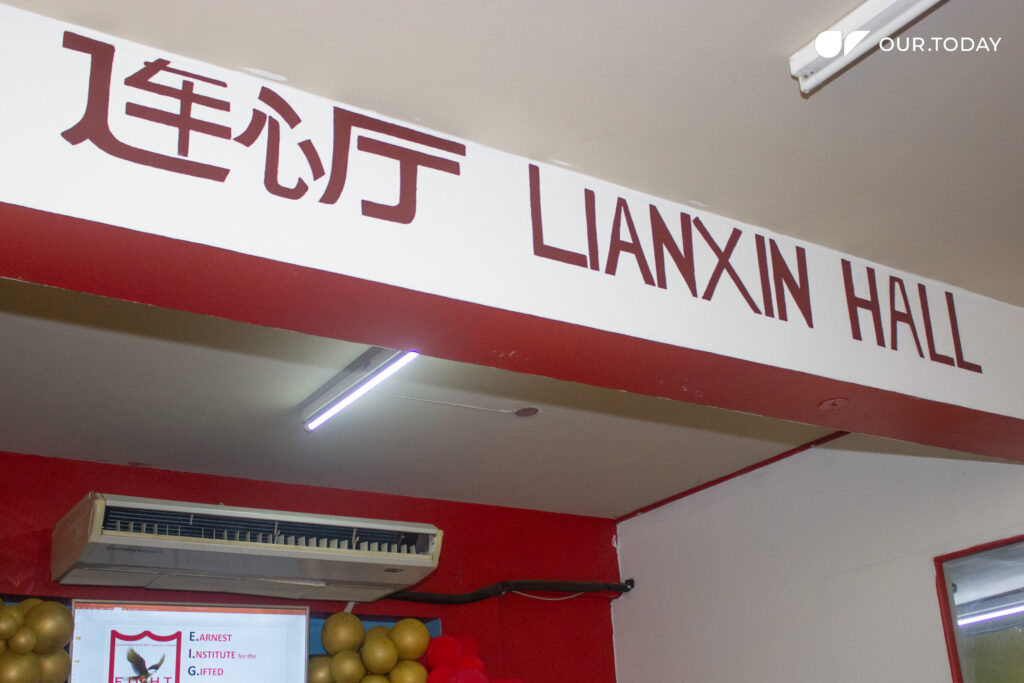 OUR.TODAY
连心厅 LIANXIN HALL
E.ARNEST
I.NSTITUTE for the
G.IFTED